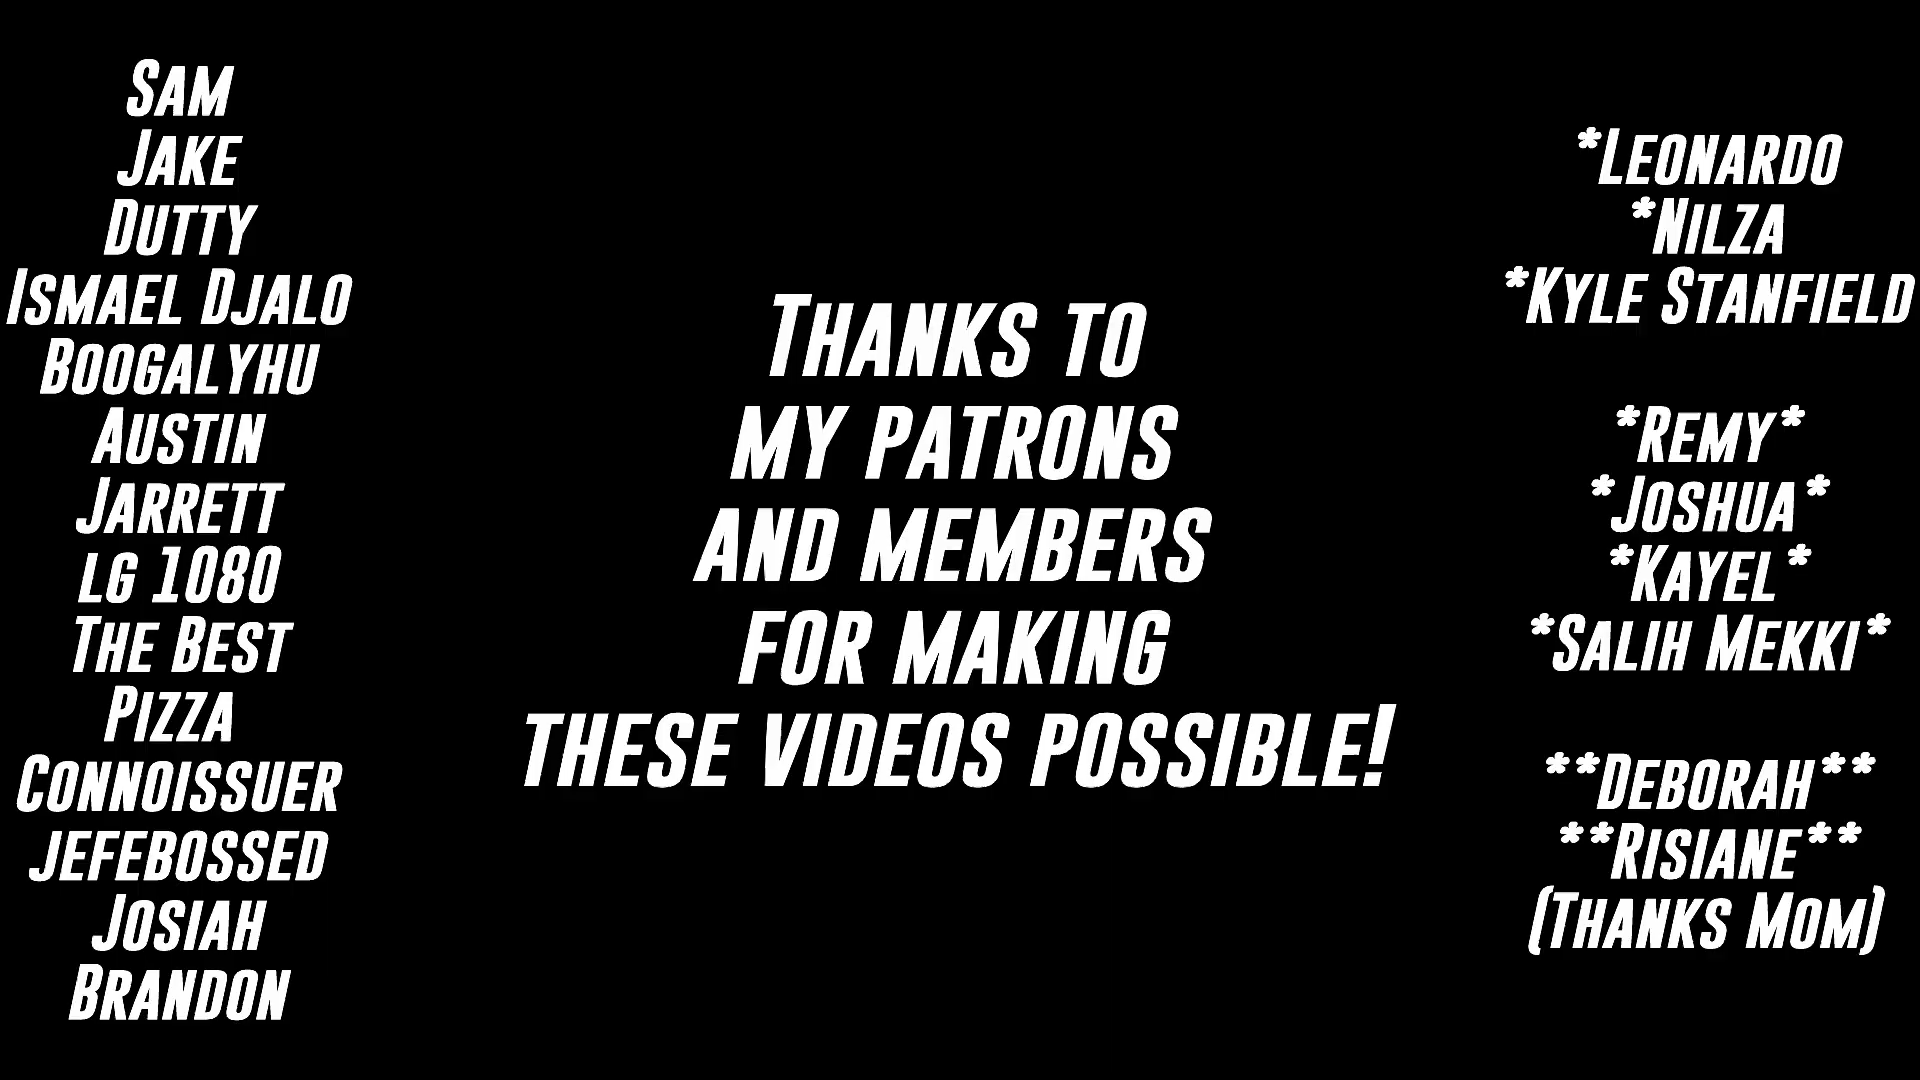 Sam
Jake
Dutty
Ismael Djalo
Boogalyhu
Austin
Jarrett
lg 1080
The Best
Pizza
Connoissuer
jefebossed
Josiah
Brandon
Thanks to
my patrons
and members
for making
these videos possible!
*Leonardo
*Nilza
*Kyle Stanfield
*Remy*
*Joshua*
*Kayel*
*Salih Mekki*
**Deborah**
**Risiane**
(Thanks Mom)